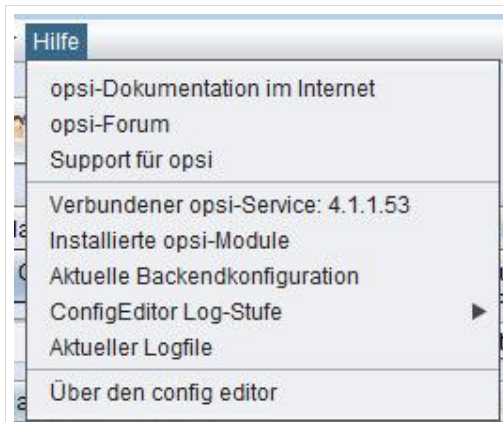 Hilfe
opsi-Dokumentation im Internet
opsi-Forum
Support für opsi
Verbundener opsi-Service: 4.1.1.53
Installierte opsi-Module
Aktuelle Backendkonfiguration
ConfigEditor Log-Stufe
Aktueller Logfile
Über den config editor